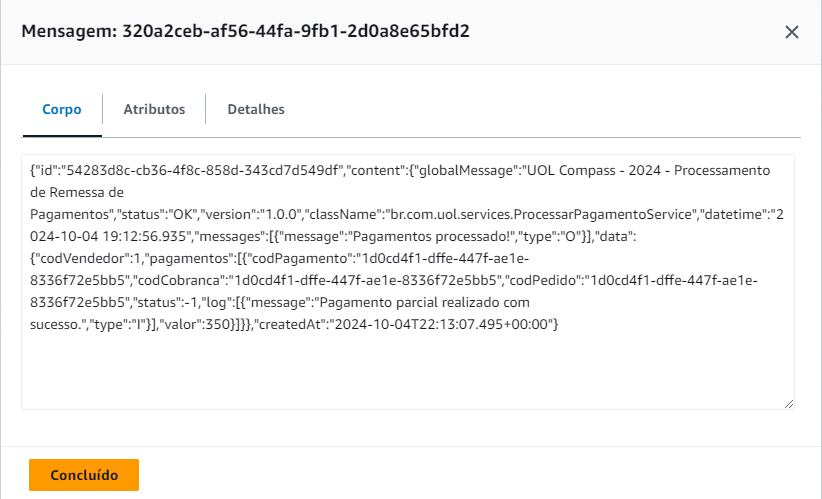 Mensagem: 320a2ceb-af56-44fa-9fb1-2d0a8e65bfd2
Corpo
Atributos
Detalhes
{"id":"54283d8c-cb36-4f8c-858d-343cd7d549df","content":{"globalMessage":"UOL Compass - 2024 - Processamento
de Remessa de
Pagamentos","status":"OK","version":"1.0.0","className":"br.com.uol.services.ProcessarPagamentoService","datetime":"2
024-10-04 19:12:56.935","messages":[{"message":"Pagamentos processado!","type":"O"}],"data":
{"codVendedor":1,"pagamentos":[{"codPagamento":"1d0cd4f1-dffe-447f-ae1e-
8336f72e5bb5","codCobranca":"1d0cd4f1-dffe-447f-ae1e-8336f72e5bb5","codPedido":"1d0cd4f1-dffe-447f-ae1e-
8336f72e5bb5","status":-1,"log":[{"message":"Pagamento parcial realizado com
sucesso.","type":"I"}],"valor":350}]}},"createdAt":"2024-10-04T22:13:07.495+00:00"}
Concluído